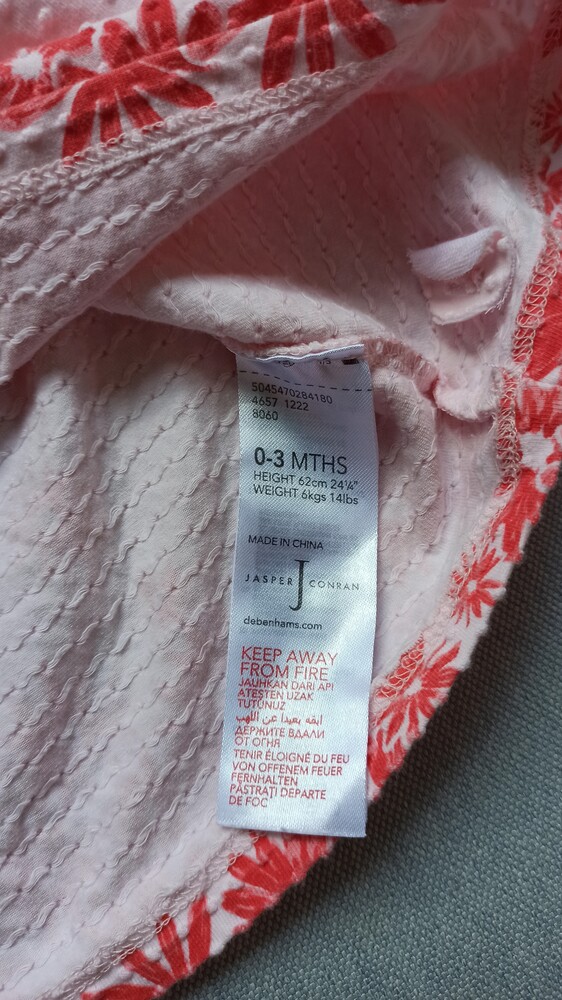 5045470284180
4657 1222
8060
0-3 MTHS
HEIGHT 62cm 24¼"
WEIGHT 6kgs 14lbs
MADE IN CHINA
JASPER J CONRAN
debenhams.com
KEEP AWAY
FROM FIRE
JAUHKAN DARI API
ATEŞTEN UZAK
TUTUNUZ
ابقه بعيدا عن اللهب
ДЕРЖИТЕ ВДАЛИ
ОТ ОГНЯ
TENIR ÉLOIGNÉ DU FEU
VON OFFENEM FEUER
FERNHALTEN
PĂSTRAȚI DEPARTE
DE FOC